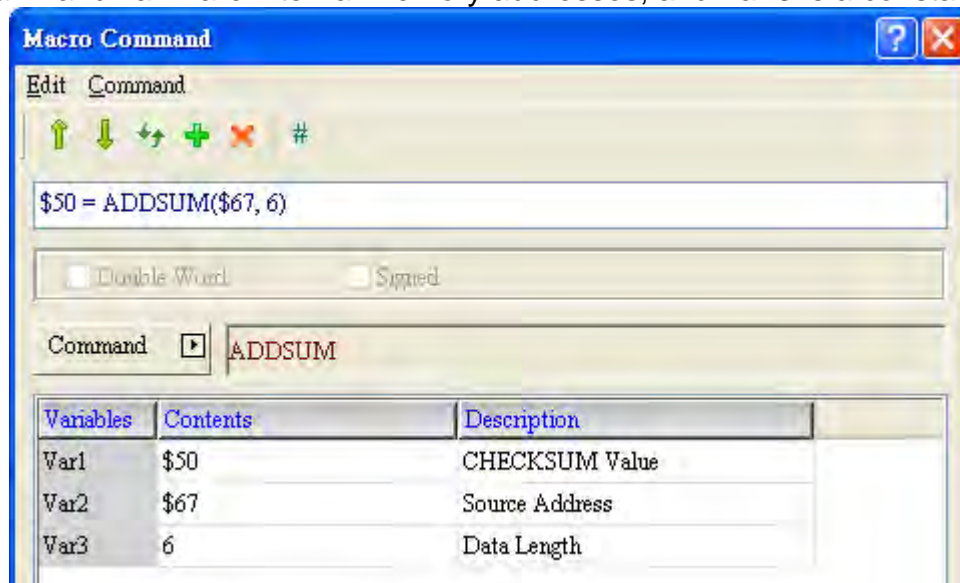 Macro Command
Edit Command
#
$50 = ADDSUM($67, 6)
Double Word Signed
Command ADDSUM
Variables Contents Description
Var1 $50 CHECKSUM Value
Var2 $67 Source Address
Var3 6 Data Length